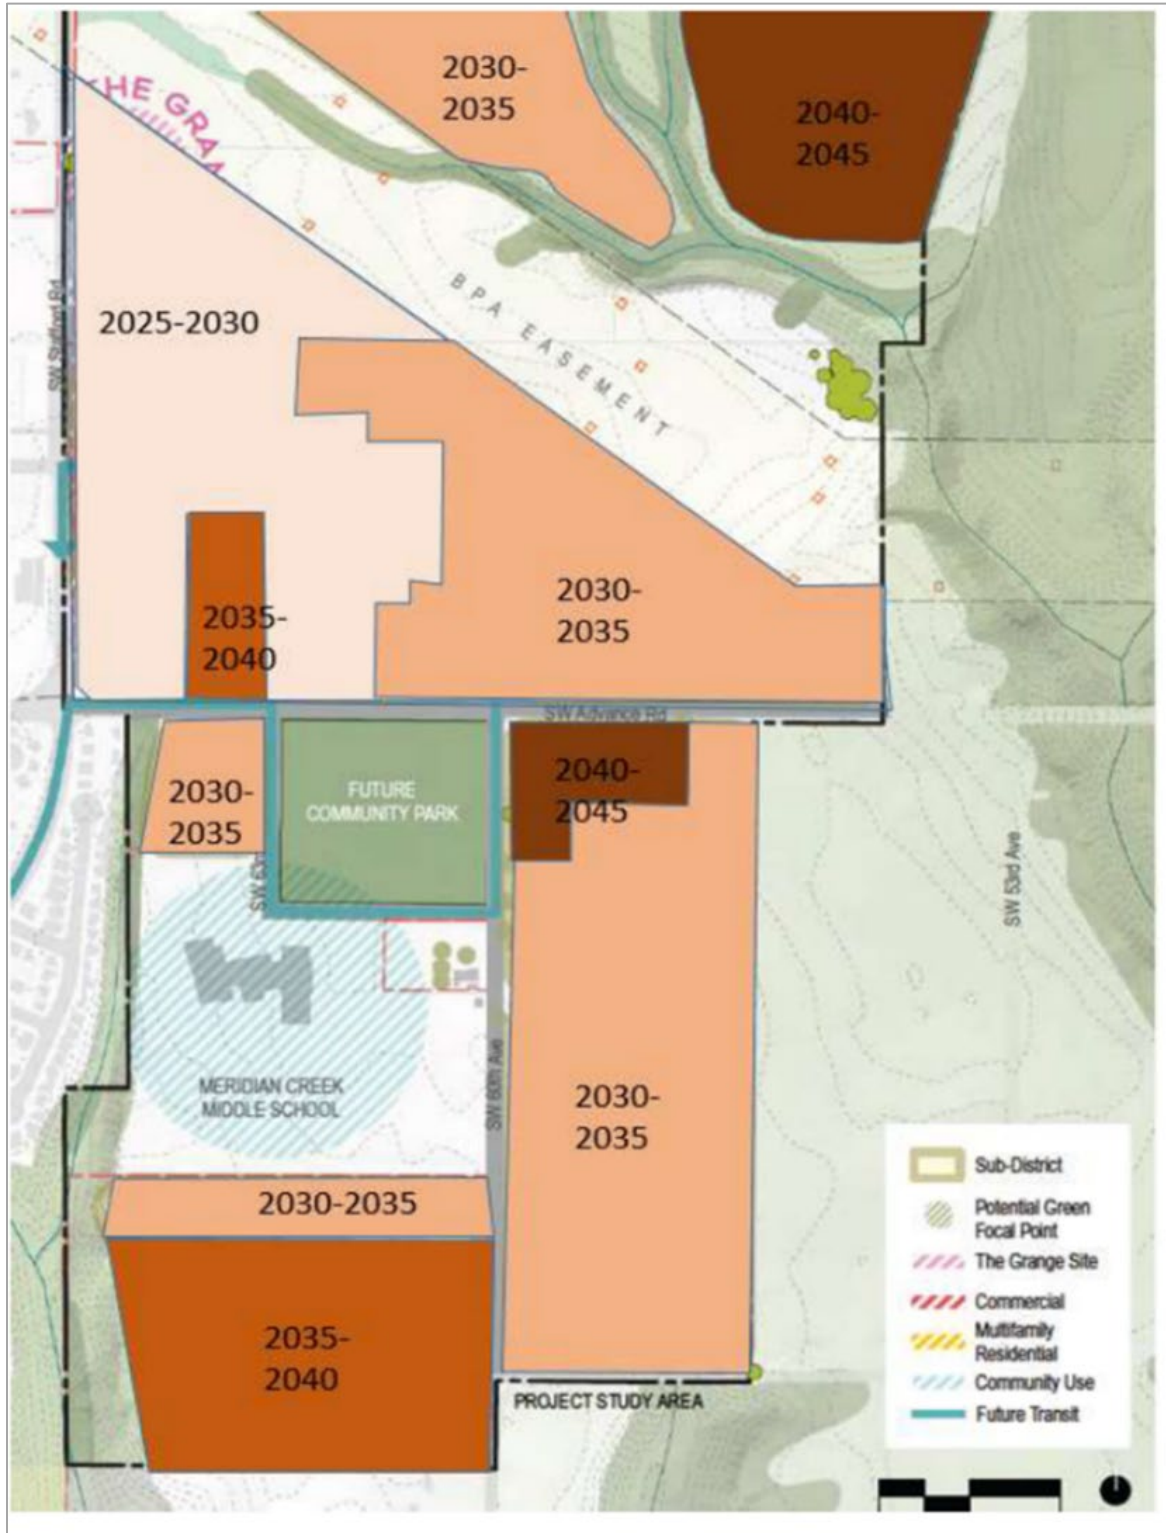 2030-
2035
2040-
2045
HE GRA
2025-2030
SW Stafford Rd
BPA EASEMENT
2030-
2035
2035-
2040
SW Advance Rd
2030-
2035
FUTURE
COMMUNITY PARK
2040-
2045
SW 63rd
SW 53rd Ave
MERIDIAN CREEK
MIDDLE SCHOOL
SW 60th Ave
2030-
2035
2030-2035
2035-
2040
PROJECT STUDY AREA
Sub-District
Potential Green
Focal Point
The Grange Site
Commercial
Multifamily
Residential
Community Use
Future Transit